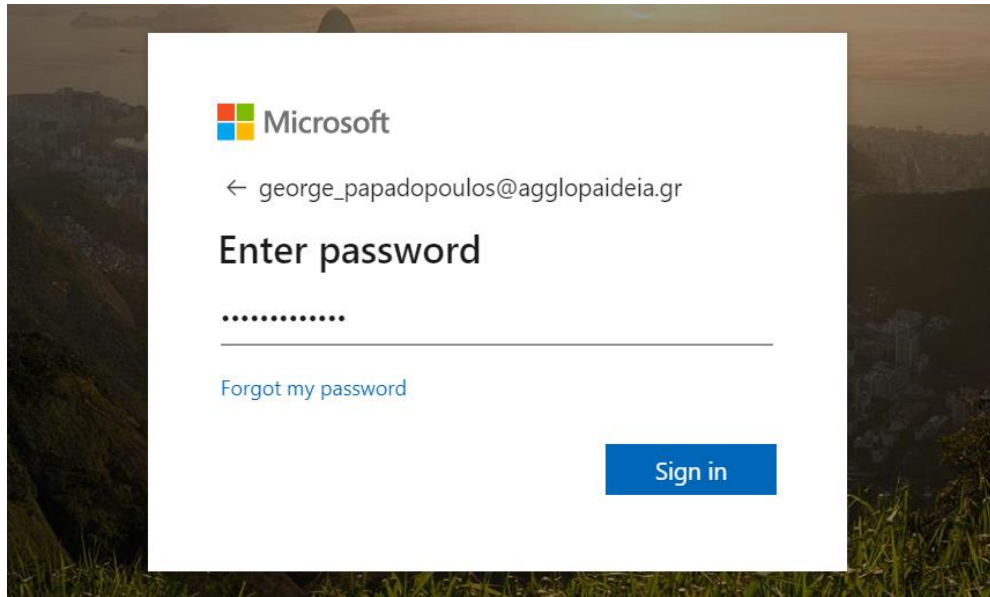 Microsoft
← george_papadopoulos@agglopaideia.gr
Enter password
•••••••••••••
Forgot my password
Sign in